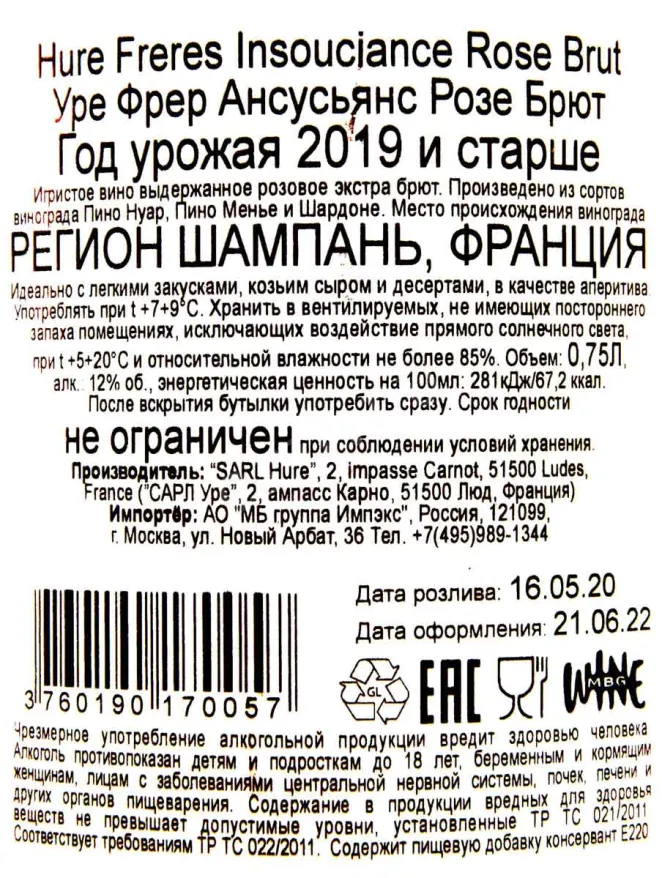 Hure Freres Insouciance Rose Brut
Уре Фрер Ансусьянс Розе Брют
Год урожая 2019 и старше
Игристое вино выдержанное розовое экстра брют. Произведено из сортов
винограда Пино Нуар, Пино Менье и Шардоне. Место происхождения винограда
РЕГИОН ШАМПАНЬ, ФРАНЦИЯ
Идеально с легкими закусками, козьим сыром и десертами, в качестве аперитива.
Употреблять при t +7+9°С. Хранить в вентилируемых, не имеющих постороннего
запаха помещениях, исключающих воздействие прямого солнечного света,
при t +5+20°С и относительной влажности не более 85%. Объем: 0,75Л,
алк. 12% об., энергетическая ценность на 100мл: 281кДж/67,2 ккал.
После вскрытия бутылки употребить сразу. Срок годности
не ограничен при соблюдении условий хранения.
Производитель: "SARL Hure", 2, impasse Carnot, 51500 Ludes,
France ("САРЛ Уре", 2, ампасс Карно, 51500 Люд, Франция)
Импортёр: АО "МБ группа Импэкс", Россия, 121099,
г. Москва, ул. Новый Арбат, 36 Тел. +7(495)989-1344
Дата розлива: 16.05.20
Дата оформления: 21.06.22
3 760190 170057
GL
EAC
WINE
MBG
Чрезмерное употребление алкогольной продукции вредит здоровью человека
Алкоголь противопоказан детям и подросткам до 18 лет, беременным и кормящим
женщинам, лицам с заболеваниями центральной нервной системы, почек, печени и
других органов пищеварения. Содержание в продукции вредных для здоровья
веществ не превышает допустимые уровни, установленные ТР ТС 021/2011
Соответствует требованиям ТР ТС 022/2011. Содержит пищевую добавку консервант Е220